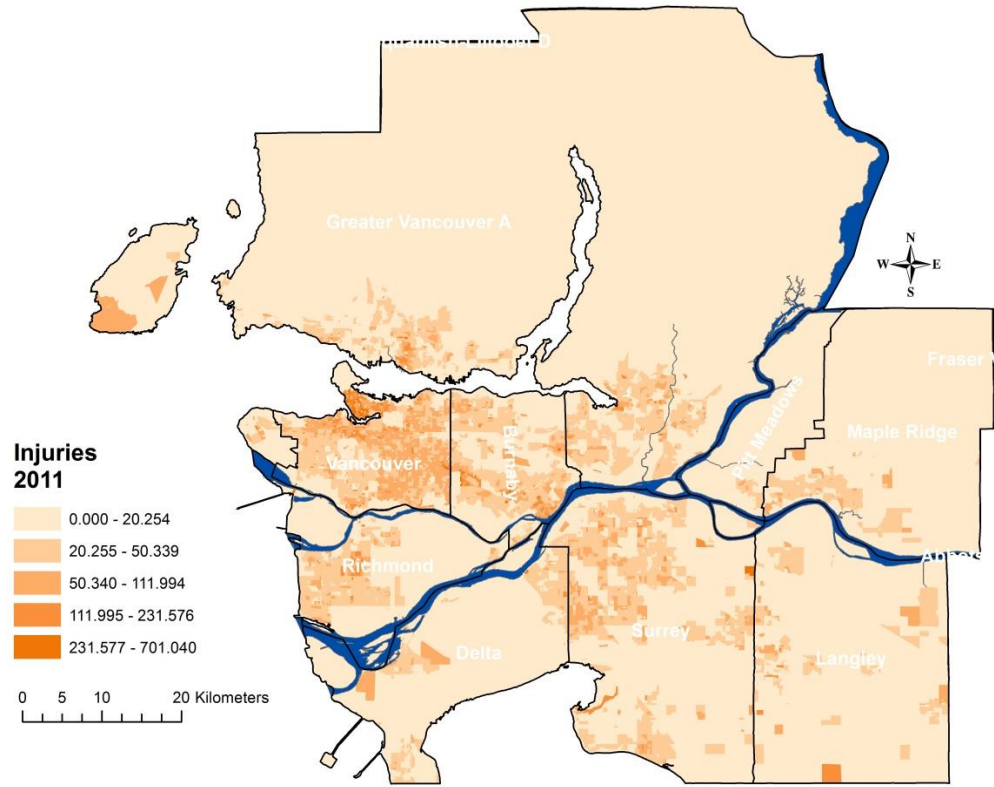 Greater Vancouver A
N
W E
S
Fraser V
Pitt Meadows
Maple Ridge
Burnaby
Vancouver
Injuries
2011
0.000 - 20.254
20.255 - 50.339
50.340 - 111.994
111.995 - 231.576
231.577 - 701.040
Richmond
Surrey
Delta
Langley
0 5 10 20 Kilometers